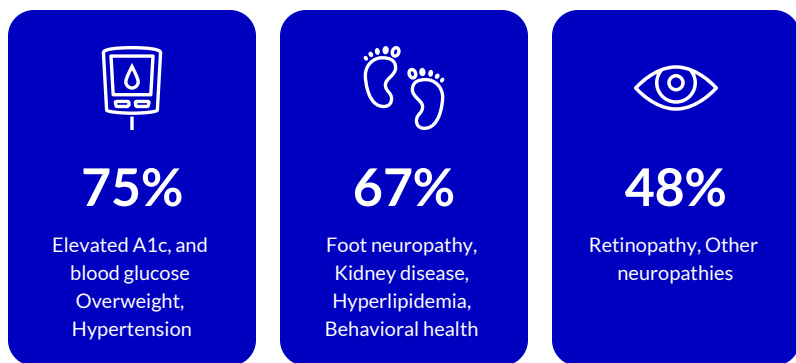 75%
Elevated A1c, and
blood glucose
Overweight,
Hypertension
67%
Foot neuropathy,
Kidney disease,
Hyperlipidemia,
Behavioral health
48%
Retinopathy, Other
neuropathies